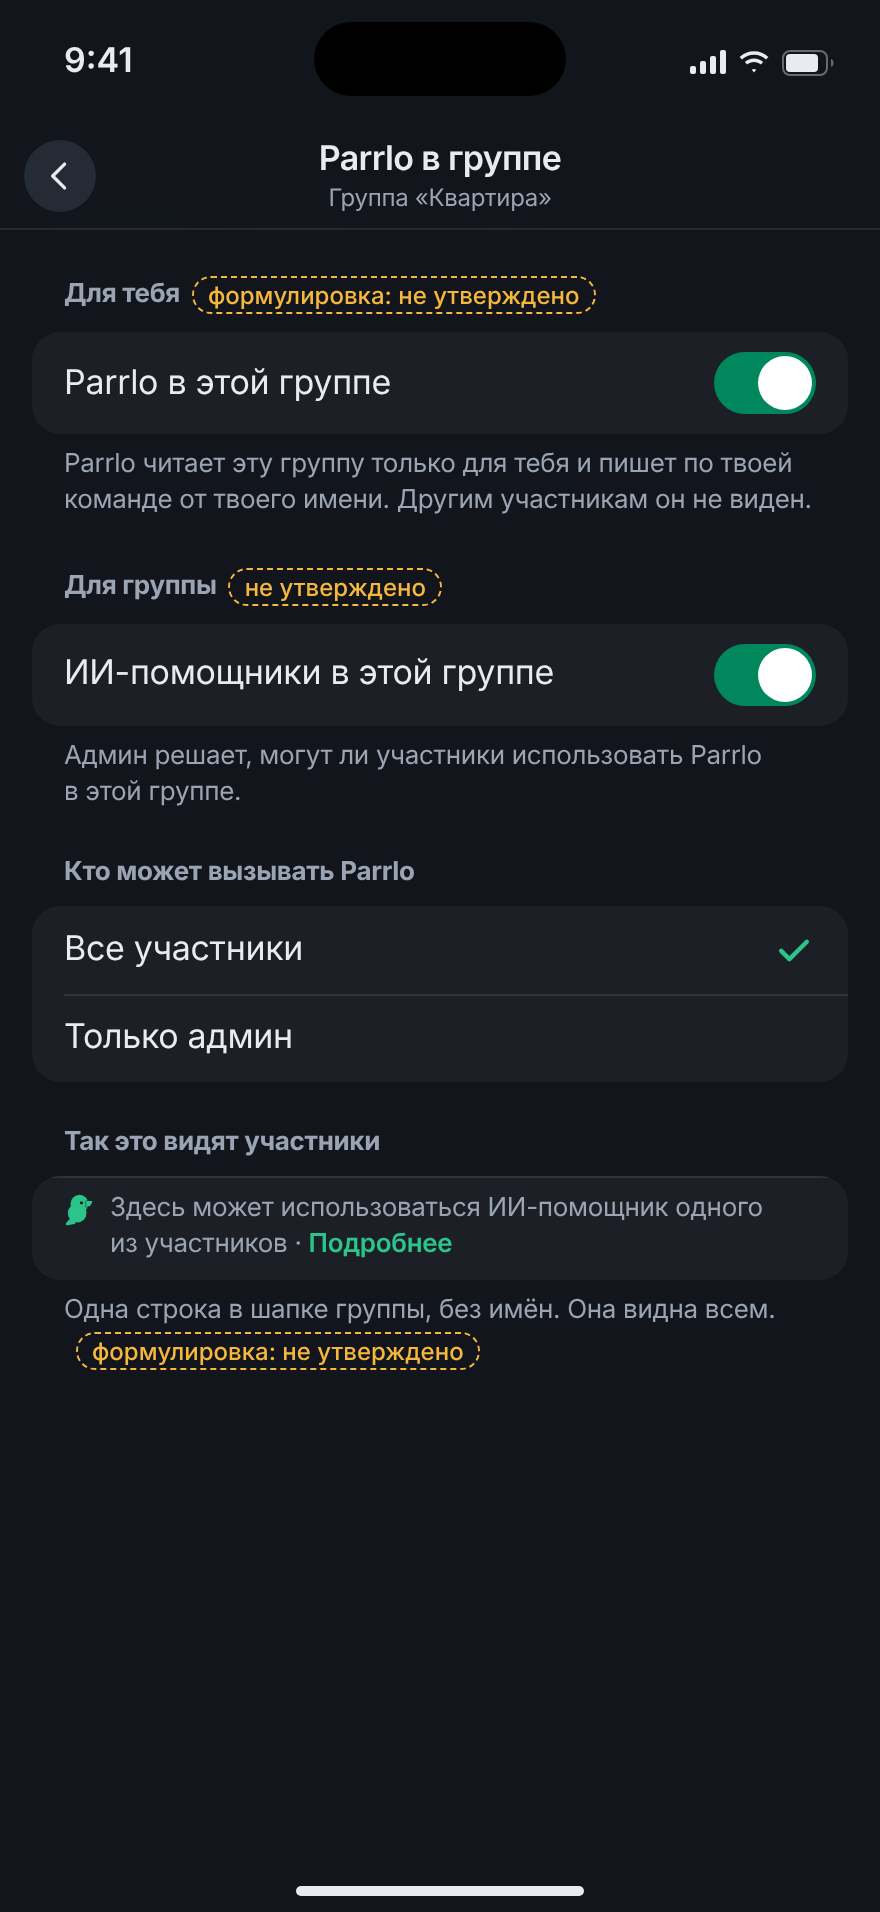 9:41
Parrlo в группе
Группа «Квартира»
Для тебя формулировка: не утверждено
Parrlo в этой группе
Parrlo читает эту группу только для тебя и пишет по твоей
команде от твоего имени. Другим участникам он не виден.
Для группы не утверждено
ИИ-помощники в этой группе
Админ решает, могут ли участники использовать Parrlo
в этой группе.
Кто может вызывать Parrlo
Все участники
Только админ
Так это видят участники
Здесь может использоваться ИИ-помощник одного
из участников · Подробнее
Одна строка в шапке группы, без имён. Она видна всем.
формулировка: не утверждено